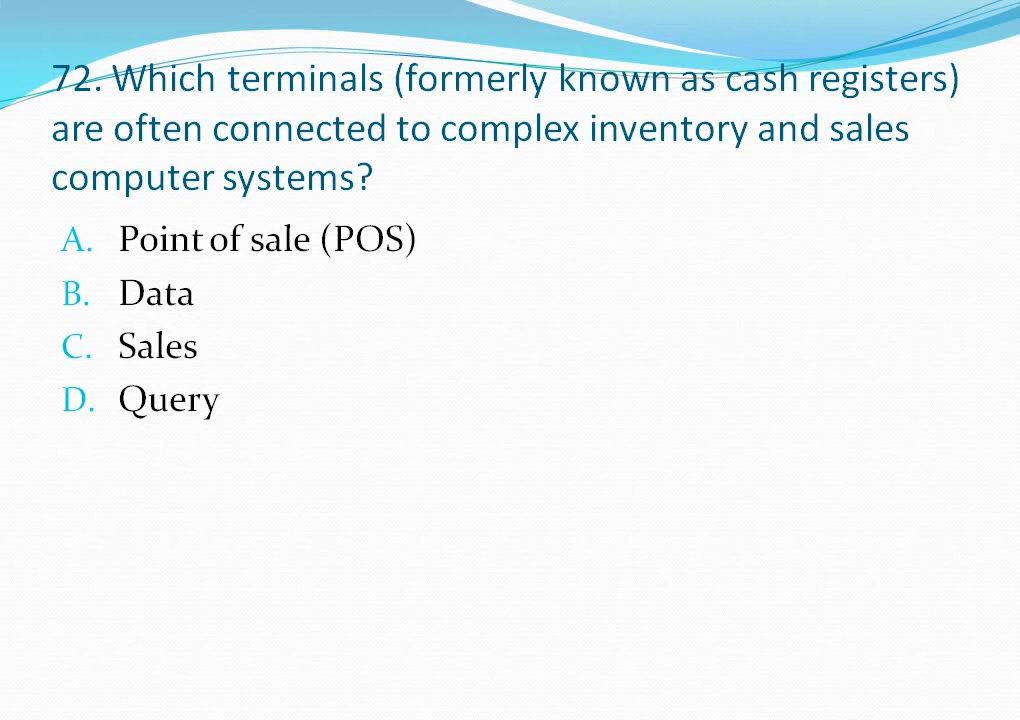 72. Which terminals (formerly known as cash registers)
are often connected to complex inventory and sales
computer systems?
A. Point of sale (POS)
B. Data
C. Sales
D. Query